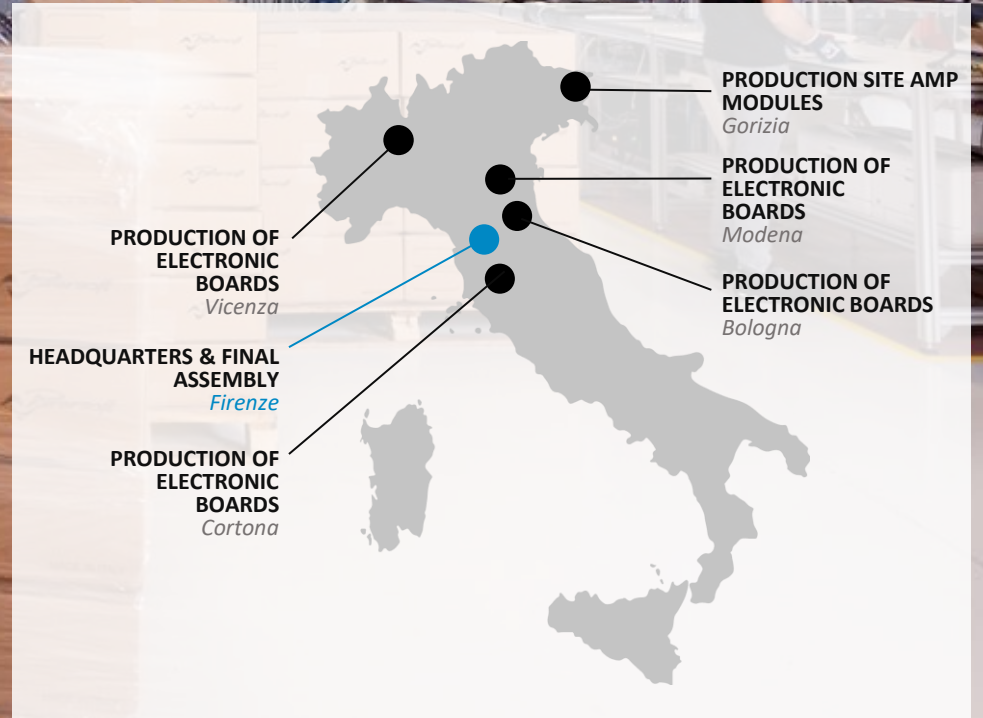 PRODUCTION SITE AMP
MODULES
Gorizia
PRODUCTION OF
ELECTRONIC
BOARDS
Modena
PRODUCTION OF
ELECTRONIC BOARDS
Bologna
PRODUCTION OF
ELECTRONIC
BOARDS
Vicenza
HEADQUARTERS & FINAL
ASSEMBLY
Firenze
PRODUCTION OF
ELECTRONIC
BOARDS
Cortona